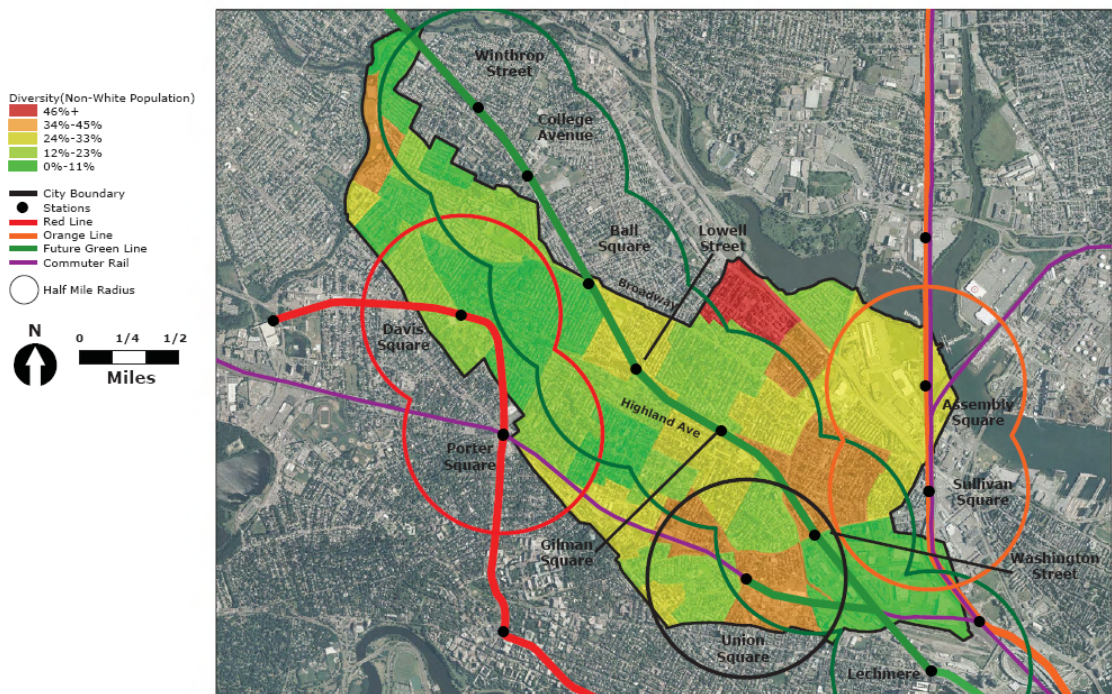 Diversity(Non-White Population)
46%+
34%-45%
24%-33%
12%-23%
0%-11%
City Boundary
Stations
Red Line
Orange Line
Future Green Line
Commuter Rail
Half Mile Radius
N
0 1/4 1/2
Miles
Winthrop
Street
College
Avenue
Ball
Square
Lowell
Street
Broadway
Davis
Square
Highland Ave
Assembly
Square
Porter
Square
Sullivan
Square
Gilman
Square
Washington
Street
Union
Square
Lechmere